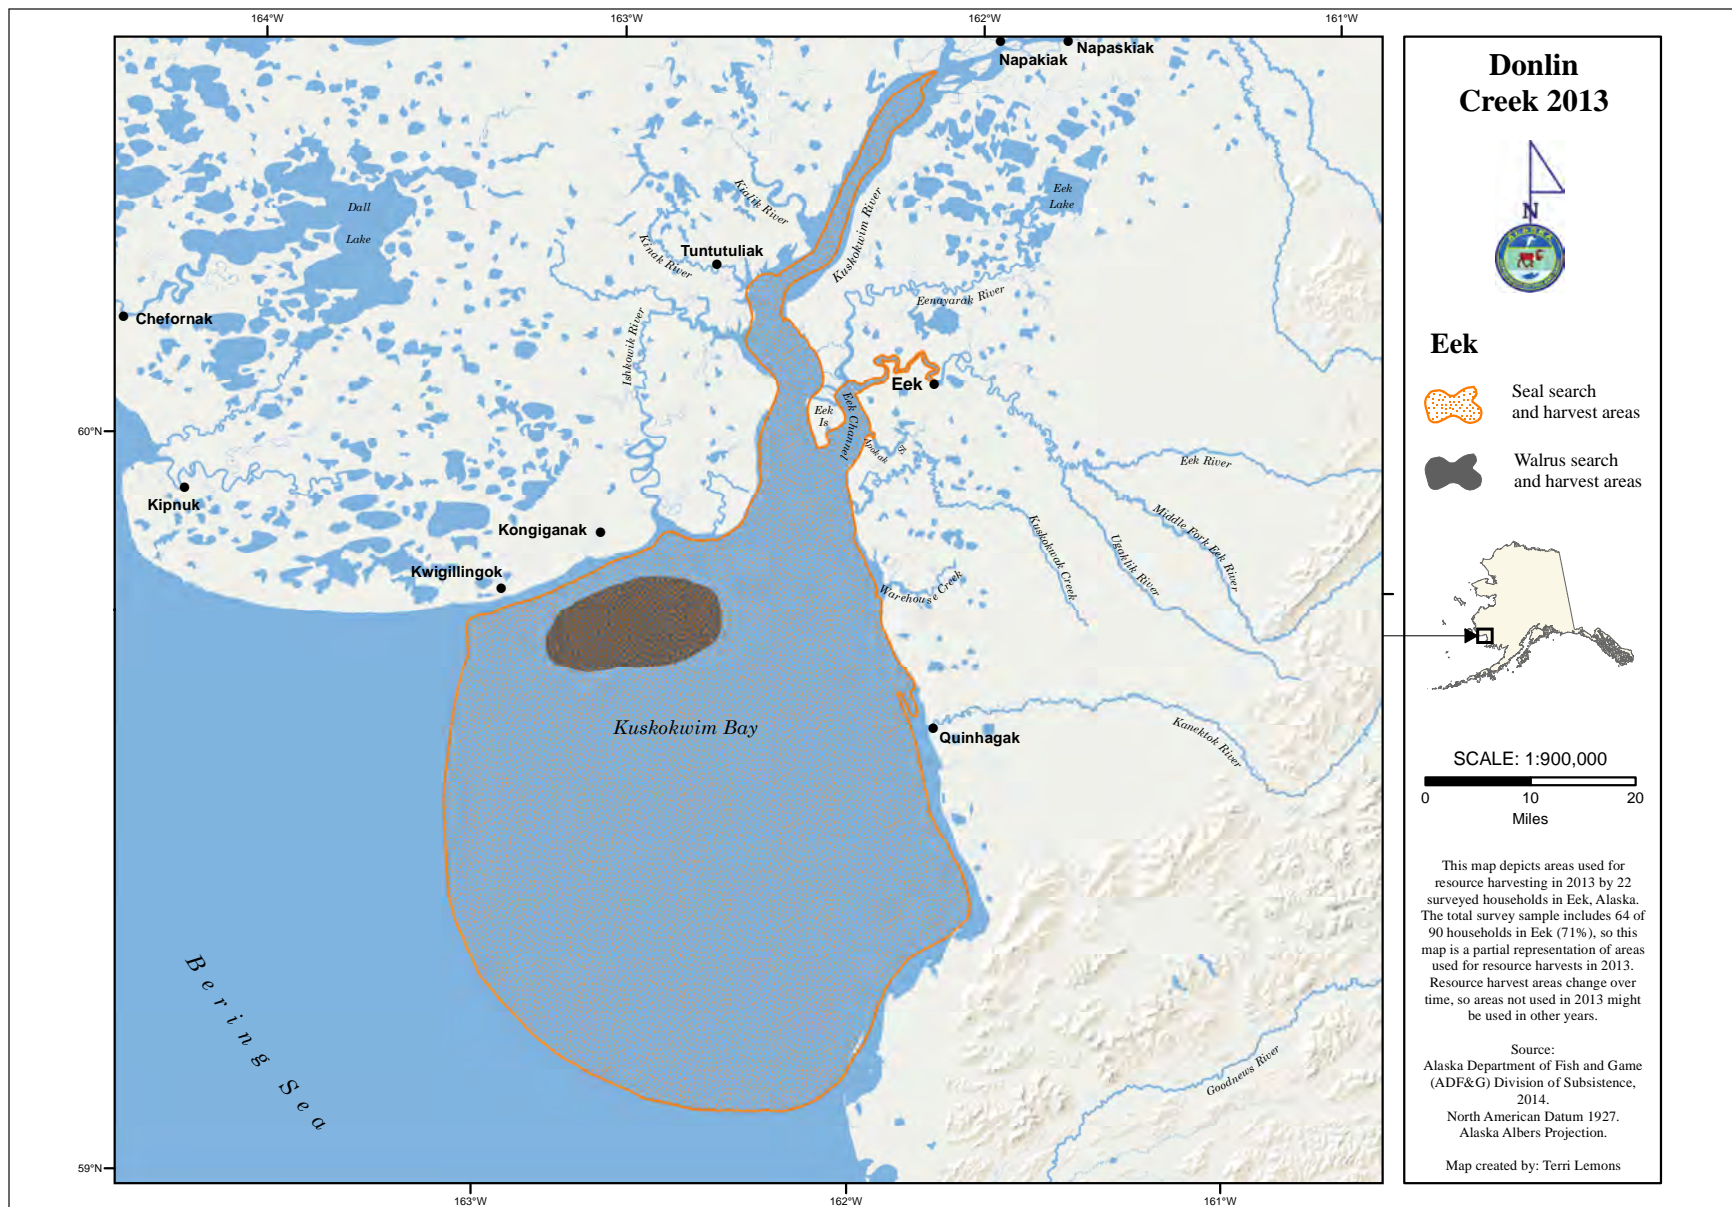 164°W
163°W
162°W
161°W
Napakiak
Napaskiak
Kialik River
Dall
Lake
Eek
Lake
Kuskokwim River
Tuntutuliak
Kinak River
Chefornak
Eenayarak River
Ishkowik River
Eek
Eek
Is
Eek Channel
Apokak
60°N
Eek River
Kipnuk
Kongiganak
Middle Fork Eek River
Kuskokwak Creek
Ugaklik River
Kwigillingok
Warehouse Creek
Kuskokwim Bay
Quinhagak
Kanektok River
Bering Sea
Goodnews River
59°N
163°W
162°W
161°W
Donlin
Creek 2013
N
ALASKA
Eek
Seal search
and harvest areas
Walrus search
and harvest areas
SCALE: 1:900,000
0 10 20
Miles
This map depicts areas used for
resource harvesting in 2013 by 22
surveyed households in Eek, Alaska.
The total survey sample includes 64 of
90 households in Eek (71%), so this
map is a partial representation of areas
used for resource harvests in 2013.
Resource harvest areas change over
time, so areas not used in 2013 might
be used in other years.
Source:
Alaska Department of Fish and Game
(ADF&G) Division of Subsistence,
2014.
North American Datum 1927.
Alaska Albers Projection.
Map created by: Terri Lemons